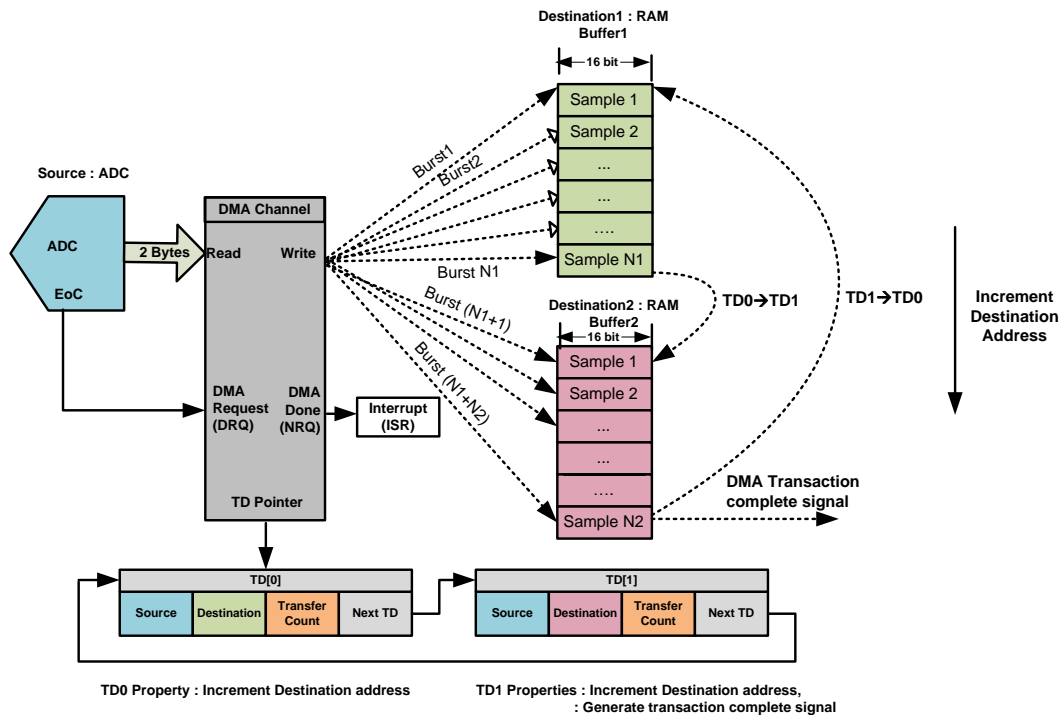 Destination1 : RAM
Buffer1
16 bit
Sample 1
Sample 2
...
...
....
Sample N1
Source : ADC
ADC
EoC
2 Bytes
DMA Channel
Read
Write
DMA
Request
(DRQ)
DMA
Done
(NRQ)
TD Pointer
Interrupt
(ISR)
Burst1
Burst2
Burst N1
Burst (N1+1)
Burst (N1+N2)
Destination2 : RAM
Buffer2
16 bit
Sample 1
Sample 2
...
...
....
Sample N2
TD0→TD1
TD1→TD0
Increment
Destination
Address
DMA Transaction
complete signal
TD[0]
Source
Destination
Transfer
Count
Next TD
TD[1]
Source
Destination
Transfer
Count
Next TD
TD0 Property : Increment Destination address
TD1 Properties : Increment Destination address,
: Generate transaction complete signal